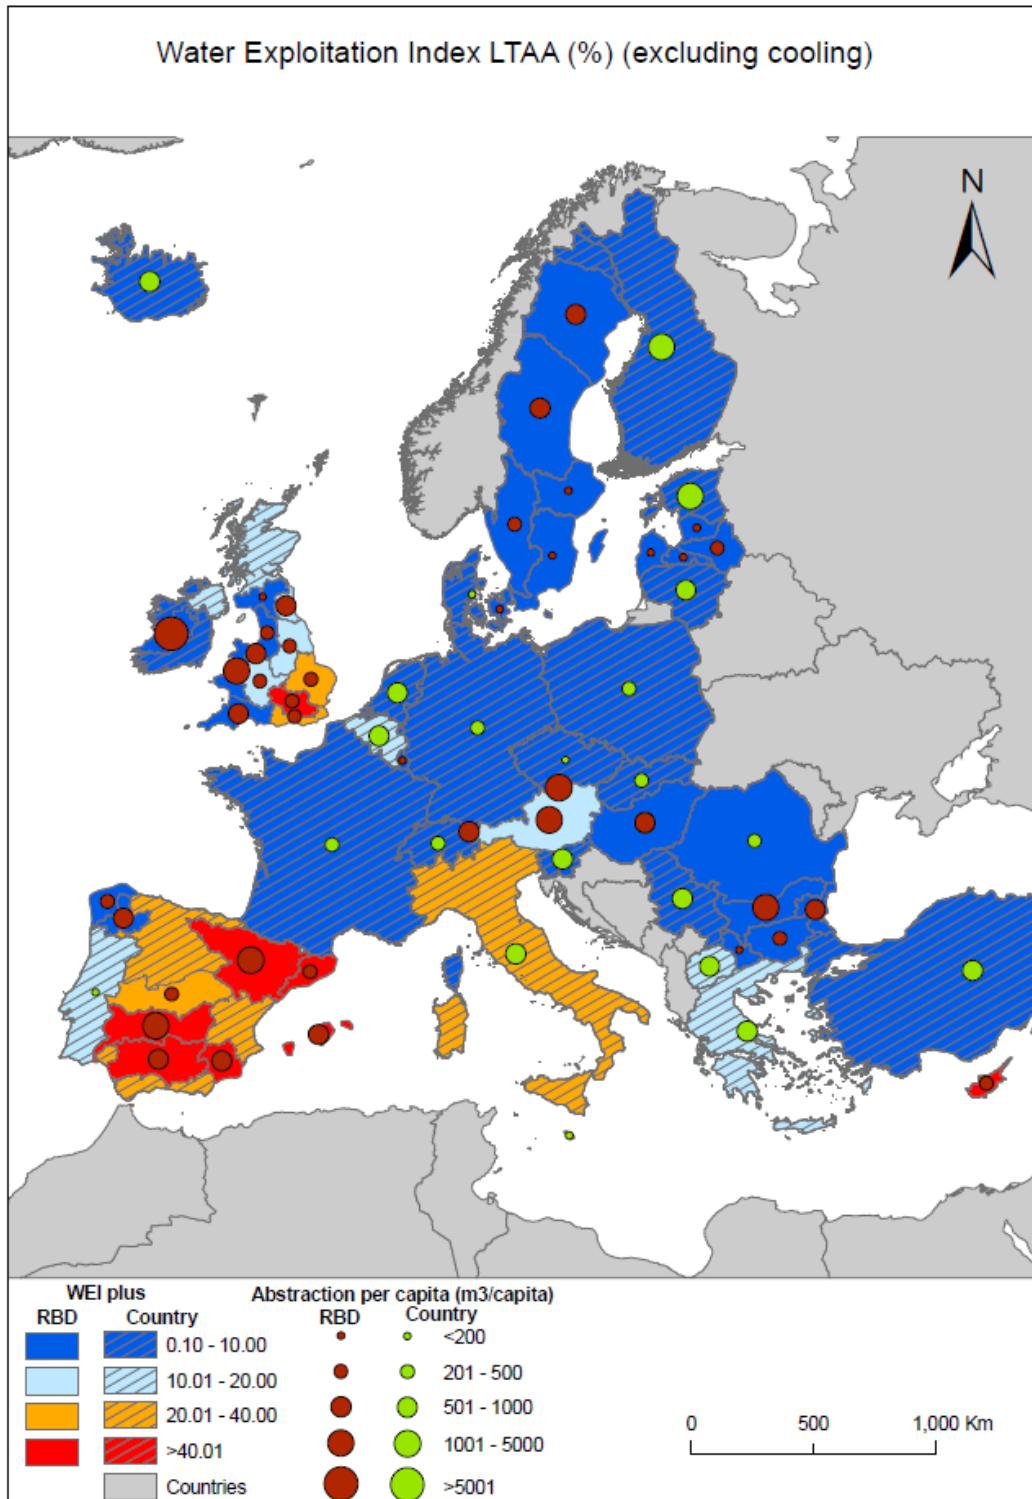 Water Exploitation Index LTAA (%) (excluding cooling)
N
WEI plus
RBD Country
0.10 - 10.00
10.01 - 20.00
20.01 - 40.00
>40.01
Countries
Abstraction per capita (m3/capita)
RBD Country
<200
201 - 500
501 - 1000
1001 - 5000
>5001
0 500 1,000 Km